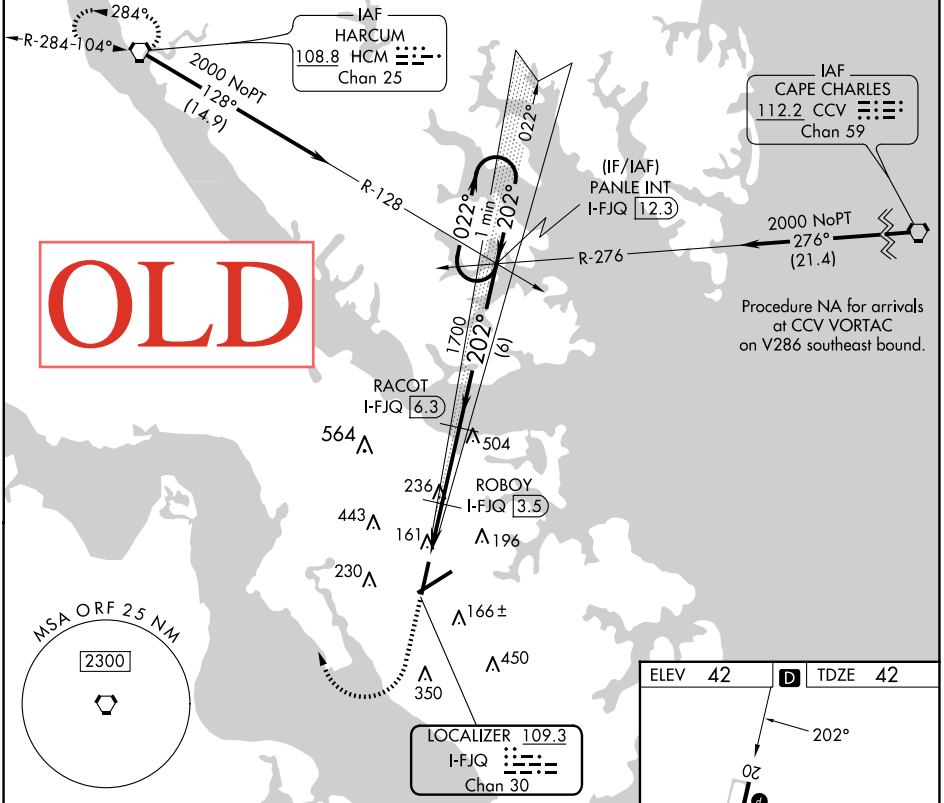 284°
R-284-104°
IAF
HARCUM
108.8 HCM
Chan 25
2000 NoPT
128°
(14.9)
R-128
022°
IAF
CAPE CHARLES
112.2 CCV
Chan 59
(IF/IAF)
PANLE INT
I-FJQ 12.3
022°
1 min
202°
2000 NoPT
276°
(21.4)
R-276
Procedure NA for arrivals
at CCV VORTAC
on V286 southeast bound.
OLD
1700
202°
(6)
RACOT
I-FJQ 6.3
564
504
236
ROBOY
I-FJQ 3.5
443
161
196
230
166±
450
350
MSA ORF 25 NM
2300
LOCALIZER 109.3
I-FJQ
Chan 30
ELEV 42 D TDZE 42
202°
20